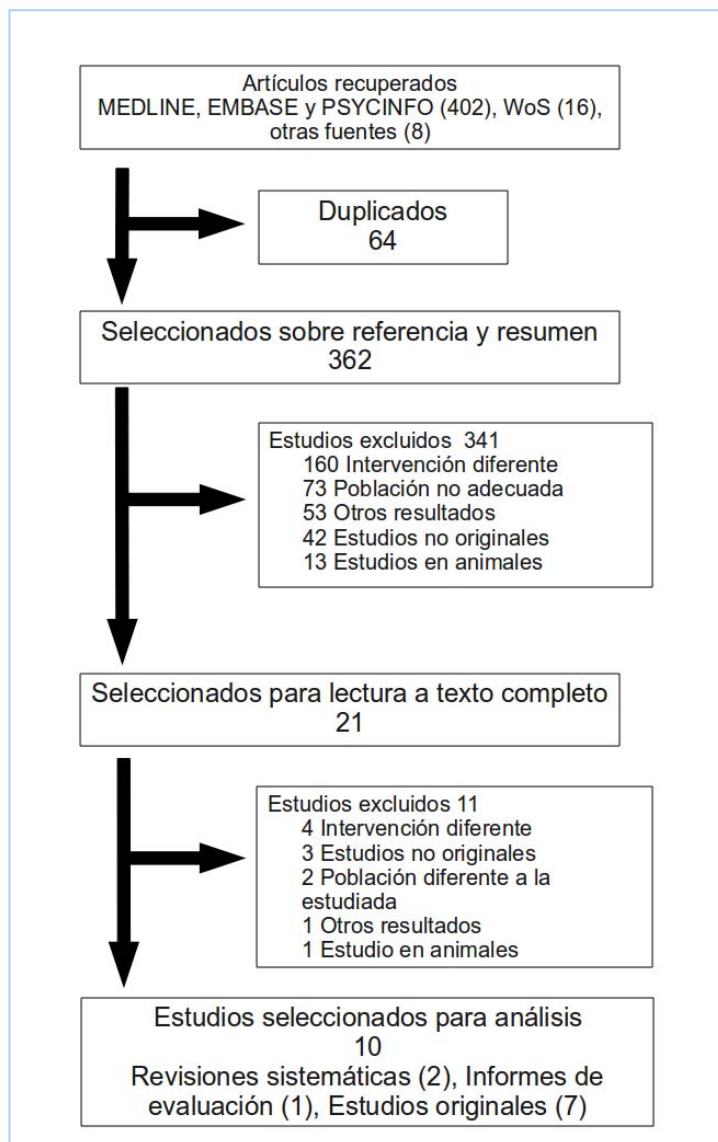 Artículos recuperados
MEDLINE, EMBASE y PSYCINFO (402), WoS (16),
otras fuentes (8)
Duplicados
64
Seleccionados sobre referencia y resumen
362
Estudios excluidos 341
160 Intervención diferente
73 Población no adecuada
53 Otros resultados
42 Estudios no originales
13 Estudios en animales
Seleccionados para lectura a texto completo
21
Estudios excluidos 11
4 Intervención diferente
3 Estudios no originales
2 Población diferente a la
estudiada
1 Otros resultados
1 Estudio en animales
Estudios seleccionados para análisis
10
Revisiones sistemáticas (2), Informes de
evaluación (1), Estudios originales (7)